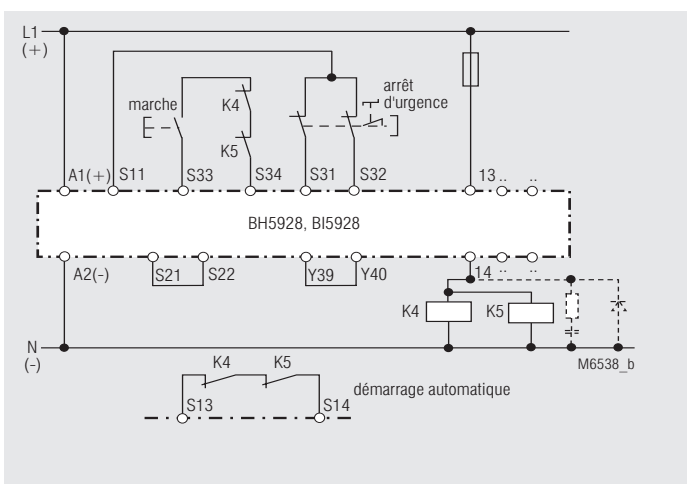 L1
(+)
marche
K4
K5
arrêt
d'urgence
A1(+)
S11
S33
S34
S31
S32
13
..
..
BH5928, BI5928
A2(-)
S21
S22
Y39
Y40
14
..
..
K4
K5
N
(-)
M6538_b
K4
K5
S13
S14
démarrage automatique